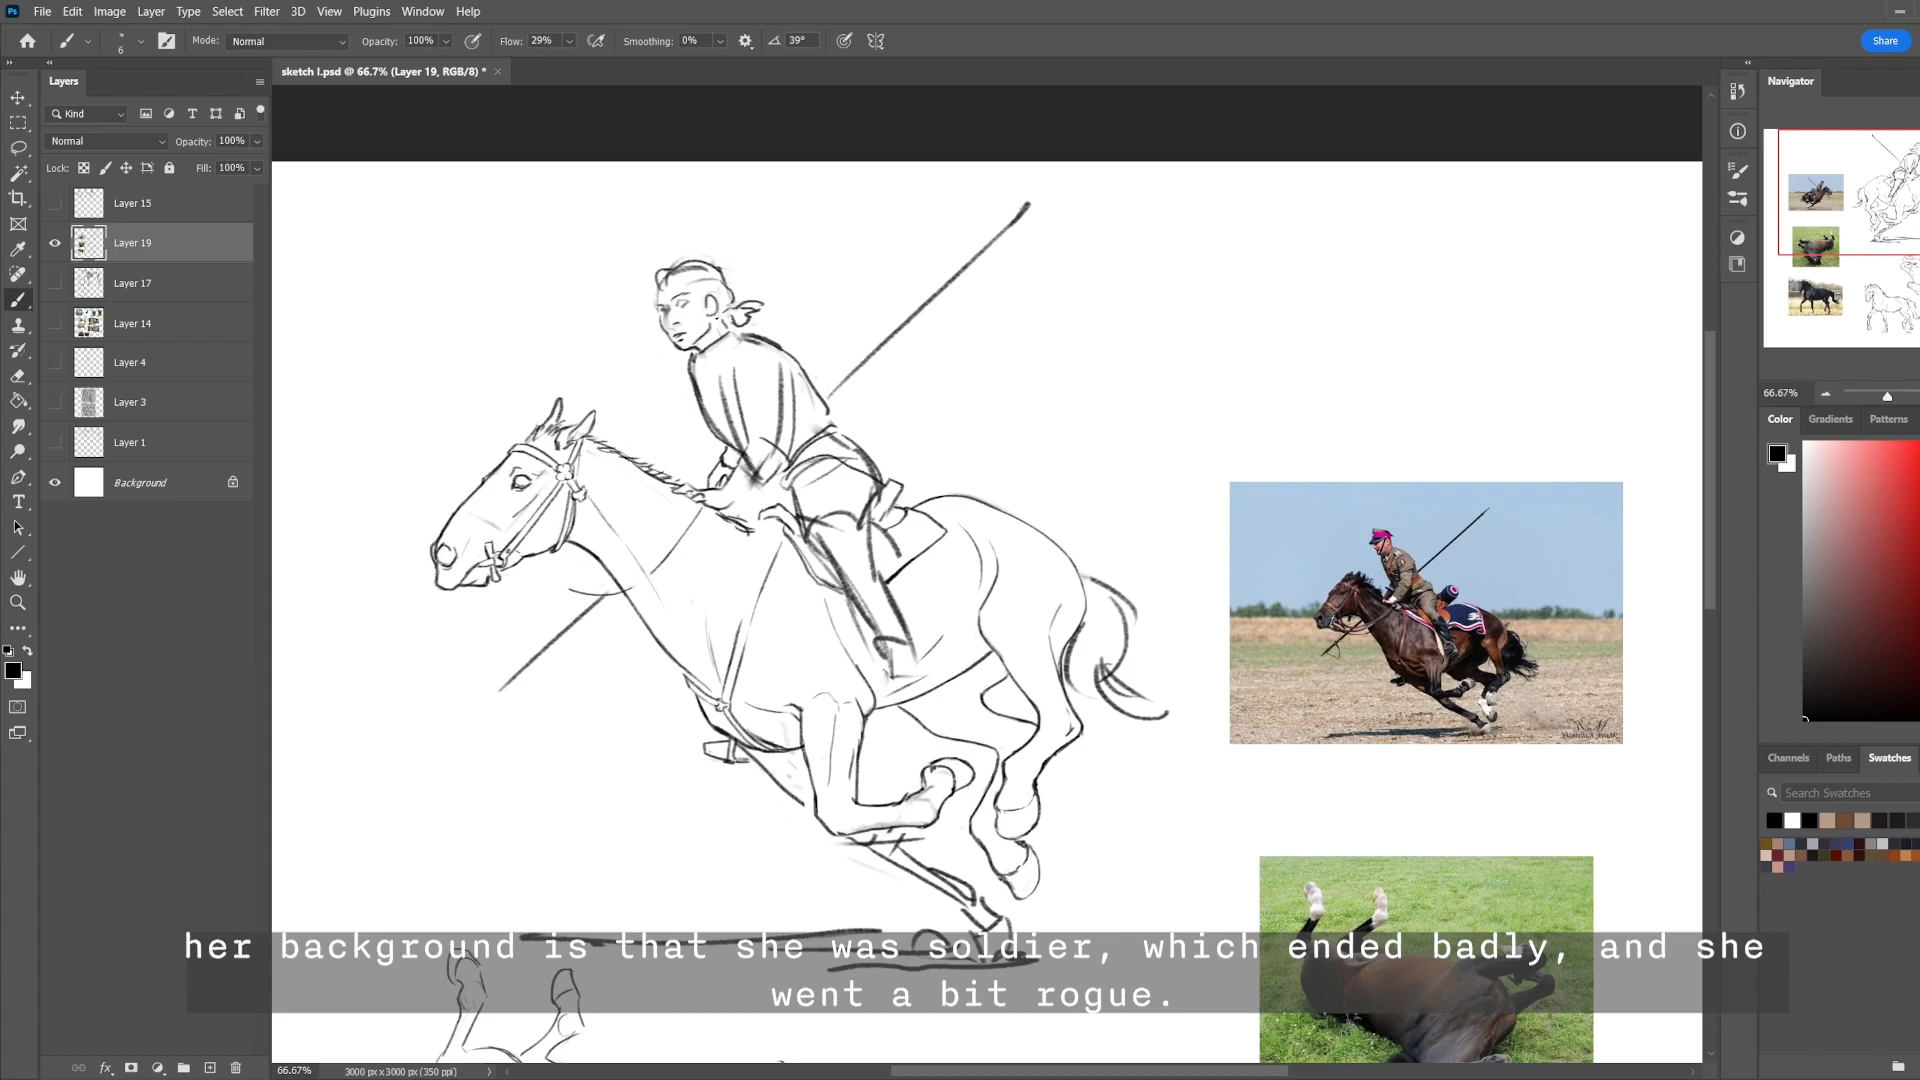 Ps File Edit Image Layer Type Select Filter 3D View Plugins Window Help
6 Mode: Normal Opacity: 100% Flow: 29% Smoothing: 0% 39° Share
Layers
sketch I.psd @ 66.7% (Layer 19, RGB/8) *
Navigator
Kind
Normal Opacity: 100%
Lock: Fill: 100%
Layer 15
Layer 19
Layer 17
Layer 14
Layer 4
Layer 3
Layer 1
Background
66.67%
Color Gradients Patterns
Channels Paths Swatches
Search Swatches
her background is that she was soldier, which ended badly, and she
went a bit rogue.
66.67% 3000 px x 3000 px (350 ppi)